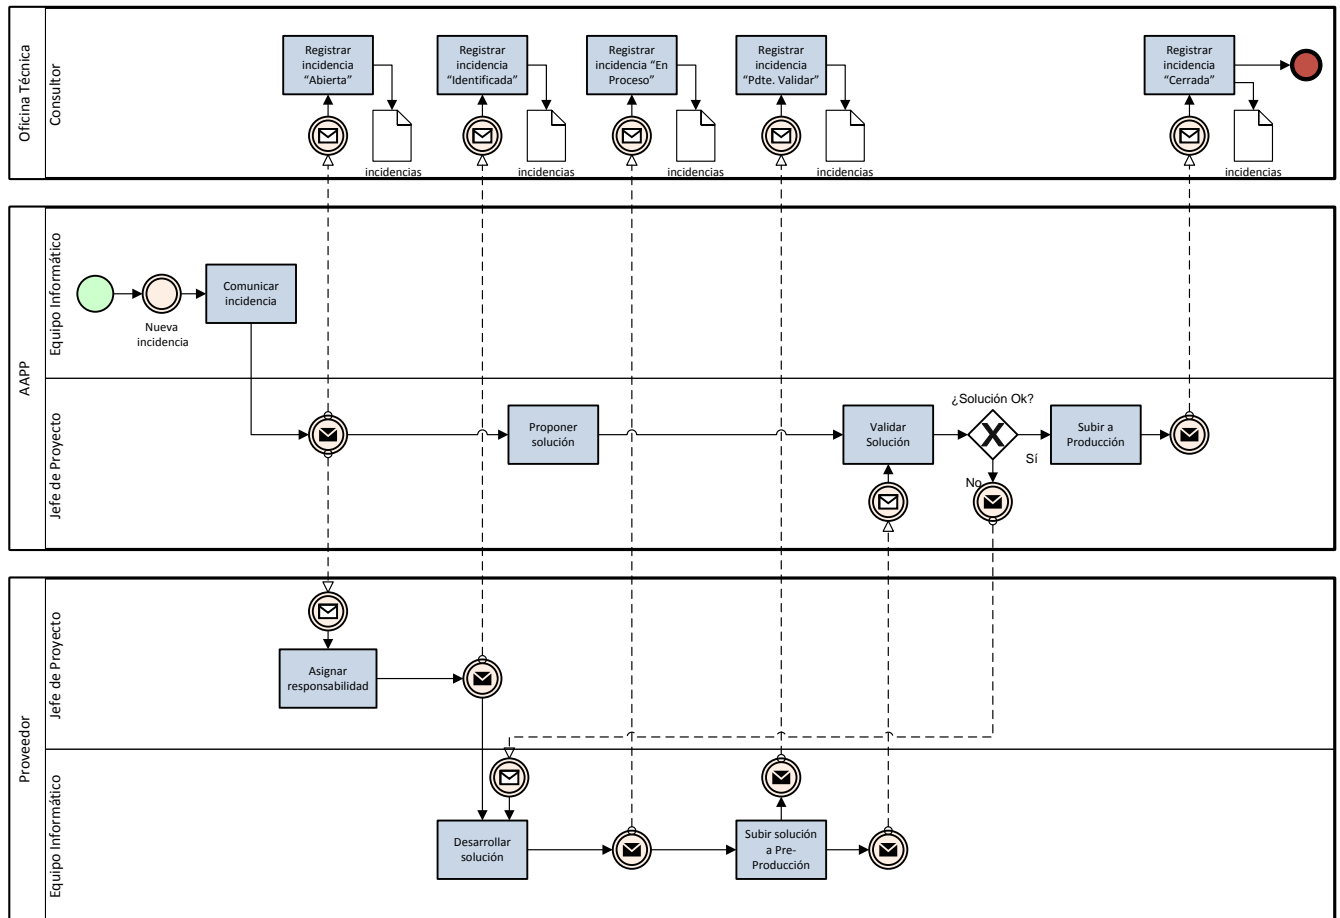 Oficina Técnica
Consultor
Registrar
incidencia
“Abierta”
Registrar
incidencia
“Identificada”
Registrar
incidencia “En
Proceso”
Registrar
incidencia
“Pdte. Validar”
Registrar
incidencia
“Cerrada”
incidencias
incidencias
incidencias
incidencias
incidencias
AAPP
Equipo Informático
Nueva
incidencia
Comunicar
incidencia
Jefe de Proyecto
Proponer
solución
Validar
Solución
¿Solución Ok?
Sí
No
Subir a
Producción
Proveedor
Jefe de Proyecto
Asignar
responsabilidad
Equipo Informático
Desarrollar
solución
Subir solución
a Pre-
Producción